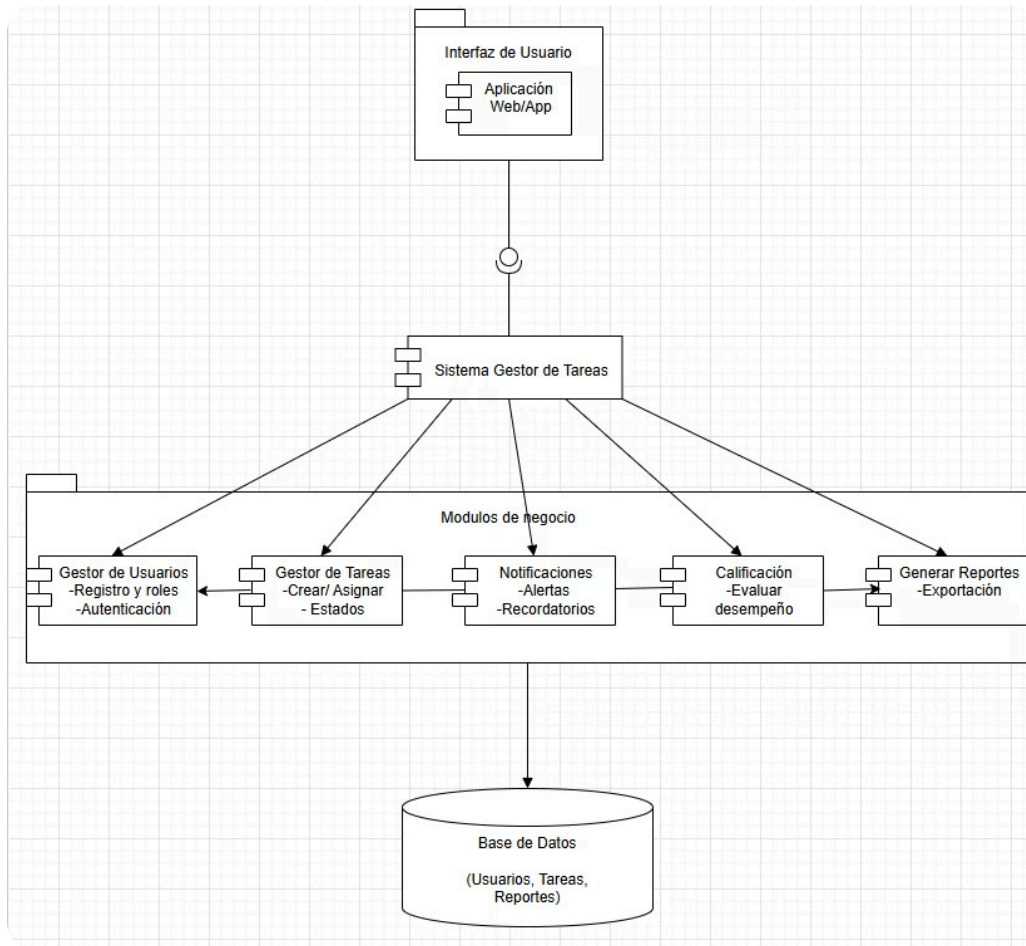 Interfaz de Usuario
Aplicación
Web/App
Sistema Gestor de Tareas
Modulos de negocio
Gestor de Usuarios
-Registro y roles
-Autenticación
Gestor de Tareas
-Crear/ Asignar
- Estados
Notificaciones
-Alertas
-Recordatorios
Calificación
-Evaluar
desempeño
Generar Reportes
-Exportación
Base de Datos
(Usuarios, Tareas,
Reportes)